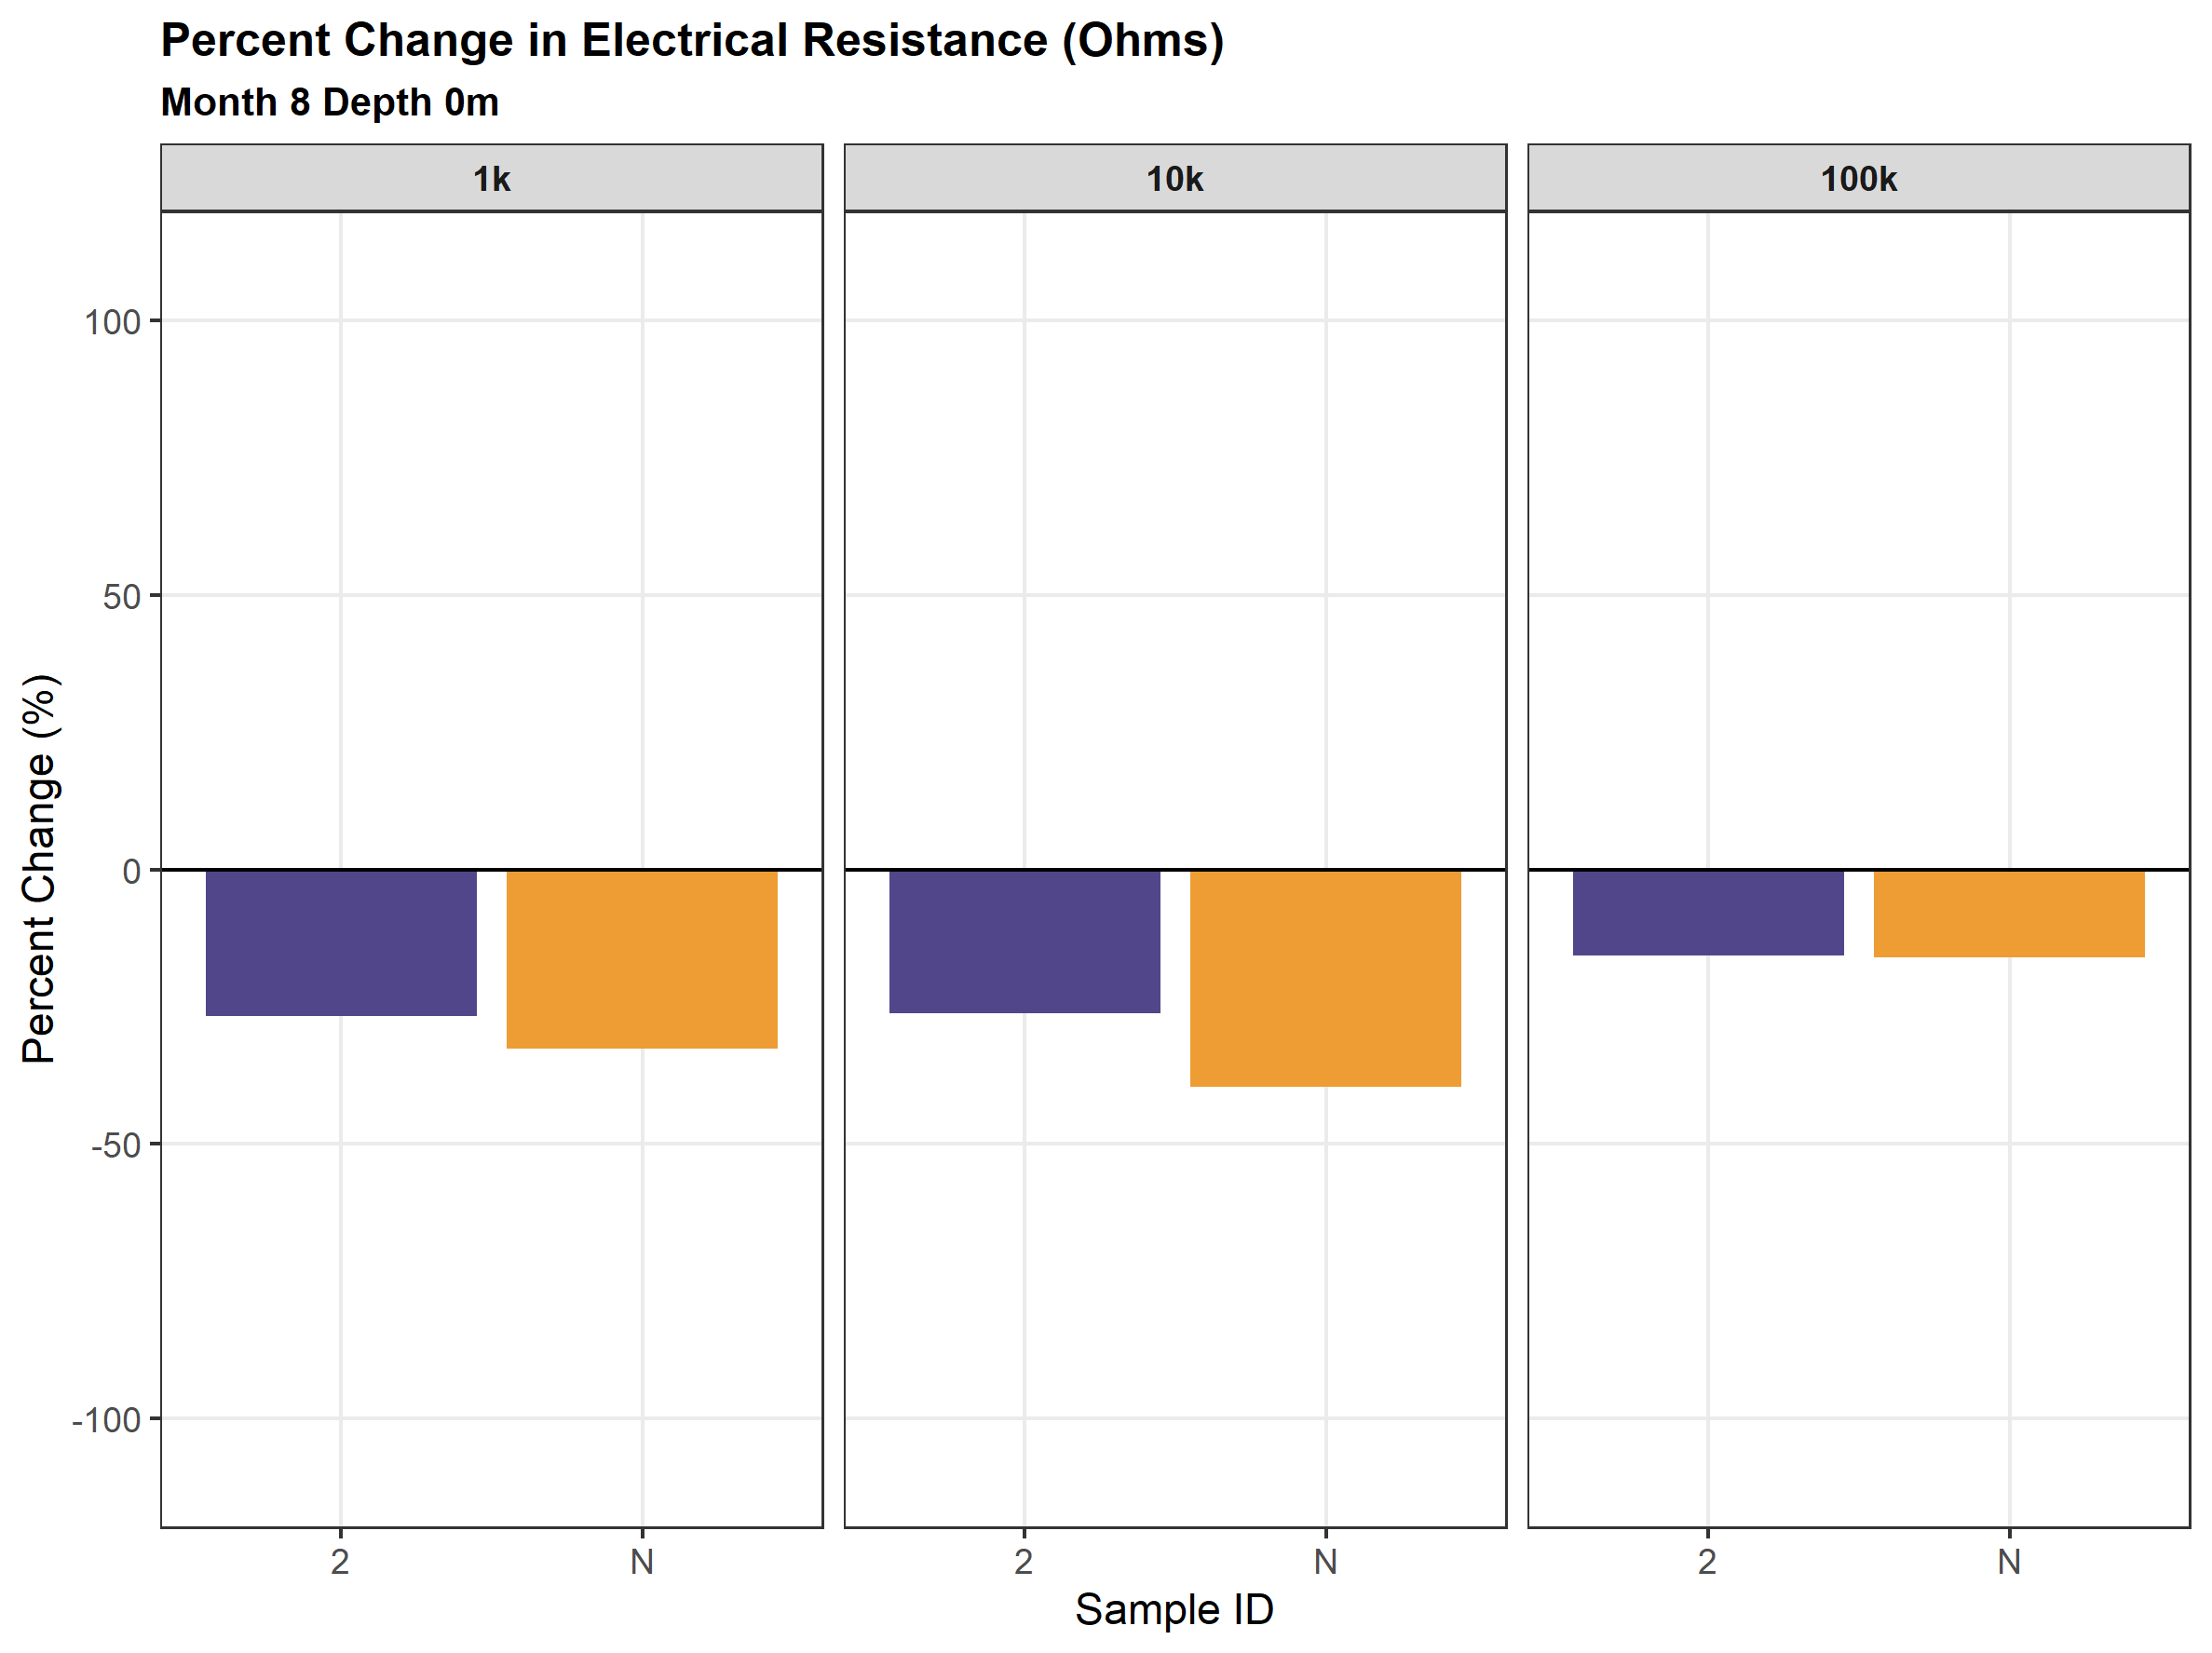 Percent Change in Electrical Resistance (Ohms)
Month 8 Depth 0m
1k
10k
100k
100
50
0
-50
-100
Percent Change (%)
2
N
2
N
2
N
Sample ID